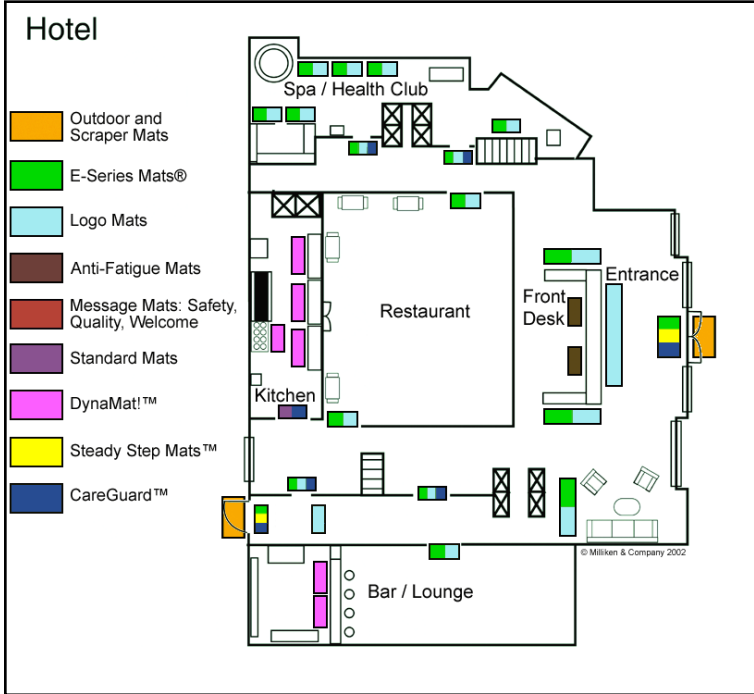 Hotel
Outdoor and
Scraper Mats
E-Series Mats®
Logo Mats
Anti-Fatigue Mats
Message Mats: Safety,
Quality, Welcome
Standard Mats
DynaMat!™
Steady Step Mats™
CareGuard™
Spa / Health Club
Restaurant
Front
Desk
Entrance
Kitchen
Bar / Lounge
© Milliken & Company 2002